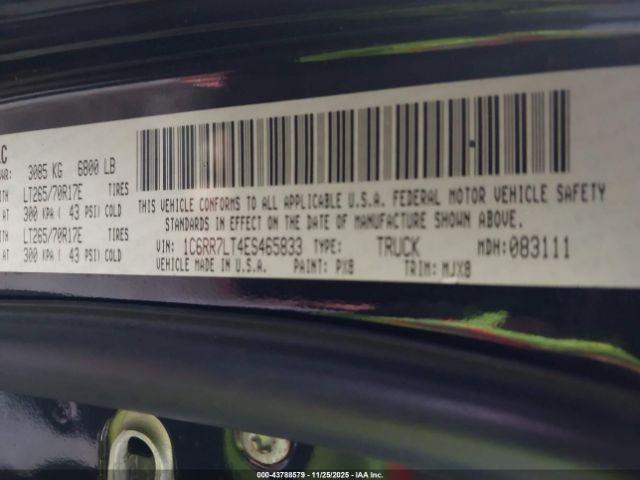 3085 KG 6800 LB
LT265/70R17E TIRES
AT 300 KPA ( 43 PSI) COLD
LT265/70R17E TIRES
AT 300 KPA ( 43 PSI) COLD
THIS VEHICLE CONFORMS TO ALL APPLICABLE U.S.A. FEDERAL MOTOR VEHICLE SAFETY
STANDARDS IN EFFECT ON THE DATE OF MANUFACTURE SHOWN ABOVE.
VIN: 1C6RR7LT4ES465833 TYPE: TRUCK MDH: 083111
VEHICLE MADE IN U.S.A. PAINT: PXB TRIM: MJX8
000-43788579 - 11/25/2025 - IAA Inc.